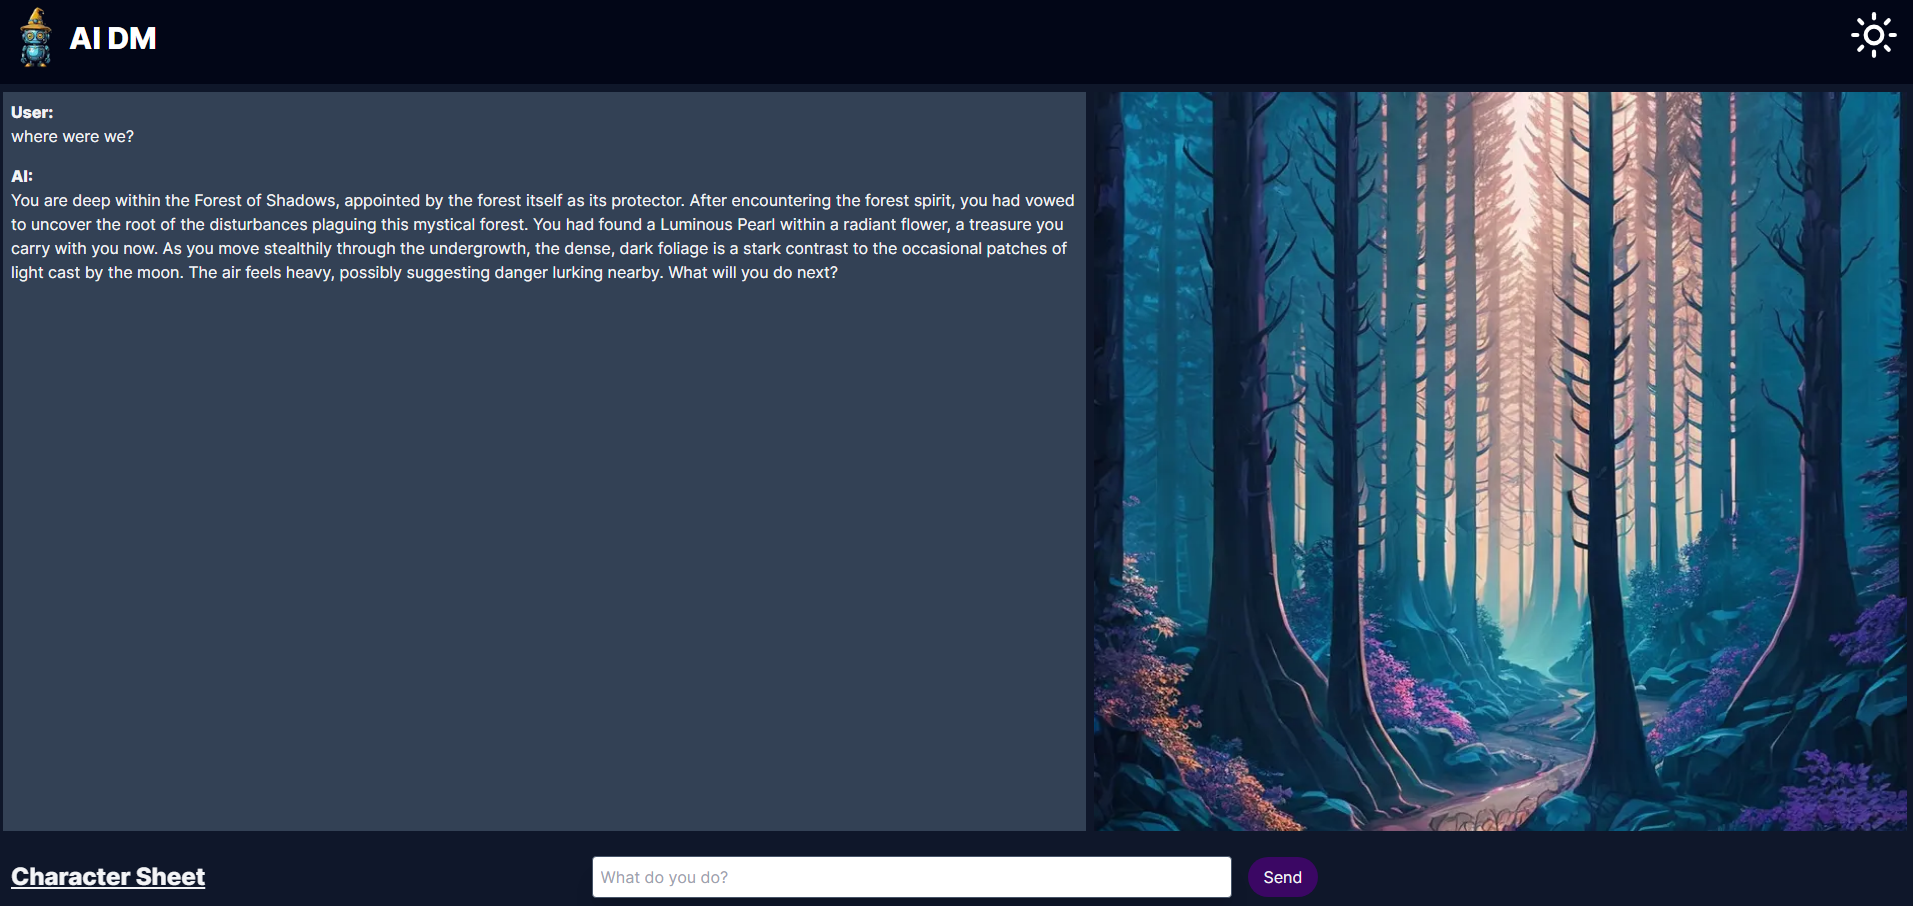 AI DM
User:
where were we?
AI:
You are deep within the Forest of Shadows, appointed by the forest itself as its protector. After encountering the forest spirit, you had vowed
to uncover the root of the disturbances plaguing this mystical forest. You had found a Luminous Pearl within a radiant flower, a treasure you
carry with you now. As you move stealthily through the undergrowth, the dense, dark foliage is a stark contrast to the occasional patches of
light cast by the moon. The air feels heavy, possibly suggesting danger lurking nearby. What will you do next?
Character Sheet
What do you do?
Send